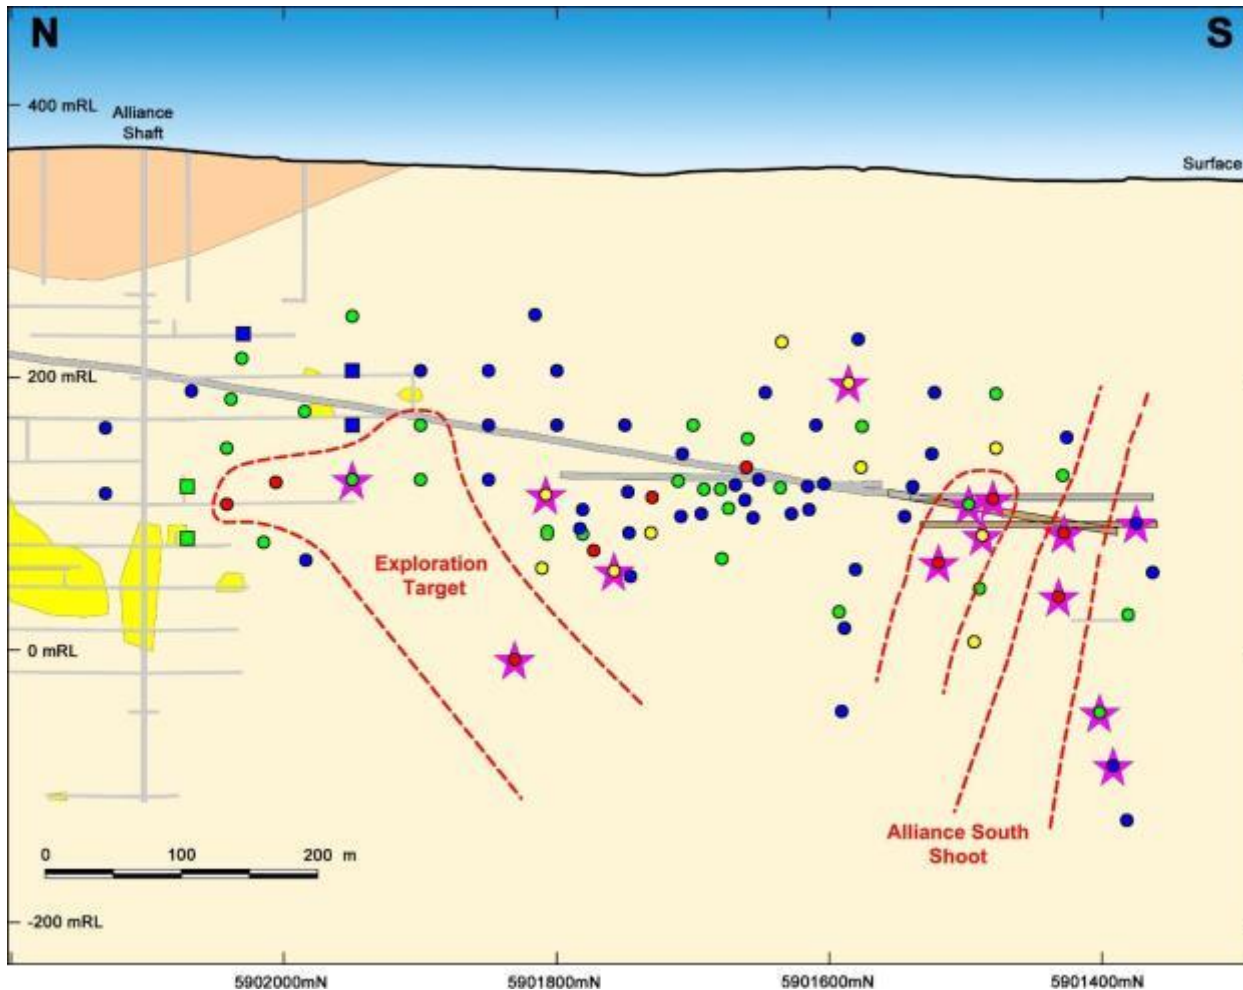 N
S
400 mRL
Alliance
Shaft
Surface
200 mRL
Exploration
Target
0 mRL
Alliance South
Shoot
0 100 200 m
-200 mRL
5902000mN 5901800mN 5901600mN 5901400mN